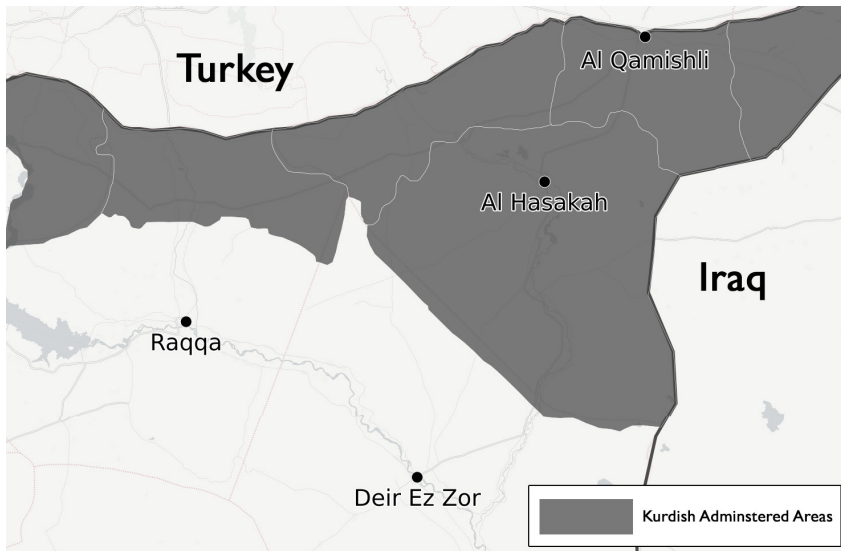 Turkey
Al Qamishli
Al Hasakah
Iraq
Raqqa
Deir Ez Zor
Kurdish Adminstered Areas